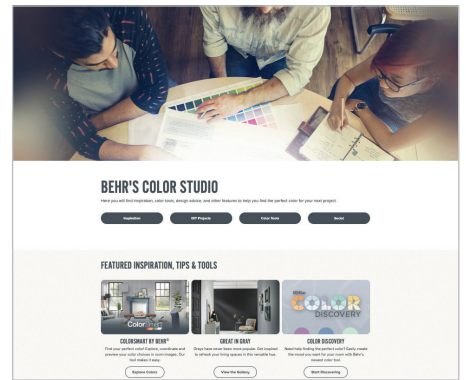 BEHR'S COLOR STUDIO
Here you will find inspiration, color tools, design advice, and other features to help you find the perfect color for your next project.
Inspiration
DIY Projects
Color Tools
Social
FEATURED INSPIRATION, TIPS & TOOLS
ColorSmart
COLOR
DISCOVERY
COLORSMART BY BEHR®
Find your perfect color! Explore, coordinate and
preview your color choices in room images. Our
tool makes it easy.
Explore Colors
GREAT IN GRAY
Grays have never been more popular. Get inspired
to refresh your living spaces in this versatile hue.
View the Gallery
COLOR DISCOVERY
Need help finding the perfect color? Easily create
the mood you want for your room with Behr's
newest color tool.
Start Discovering